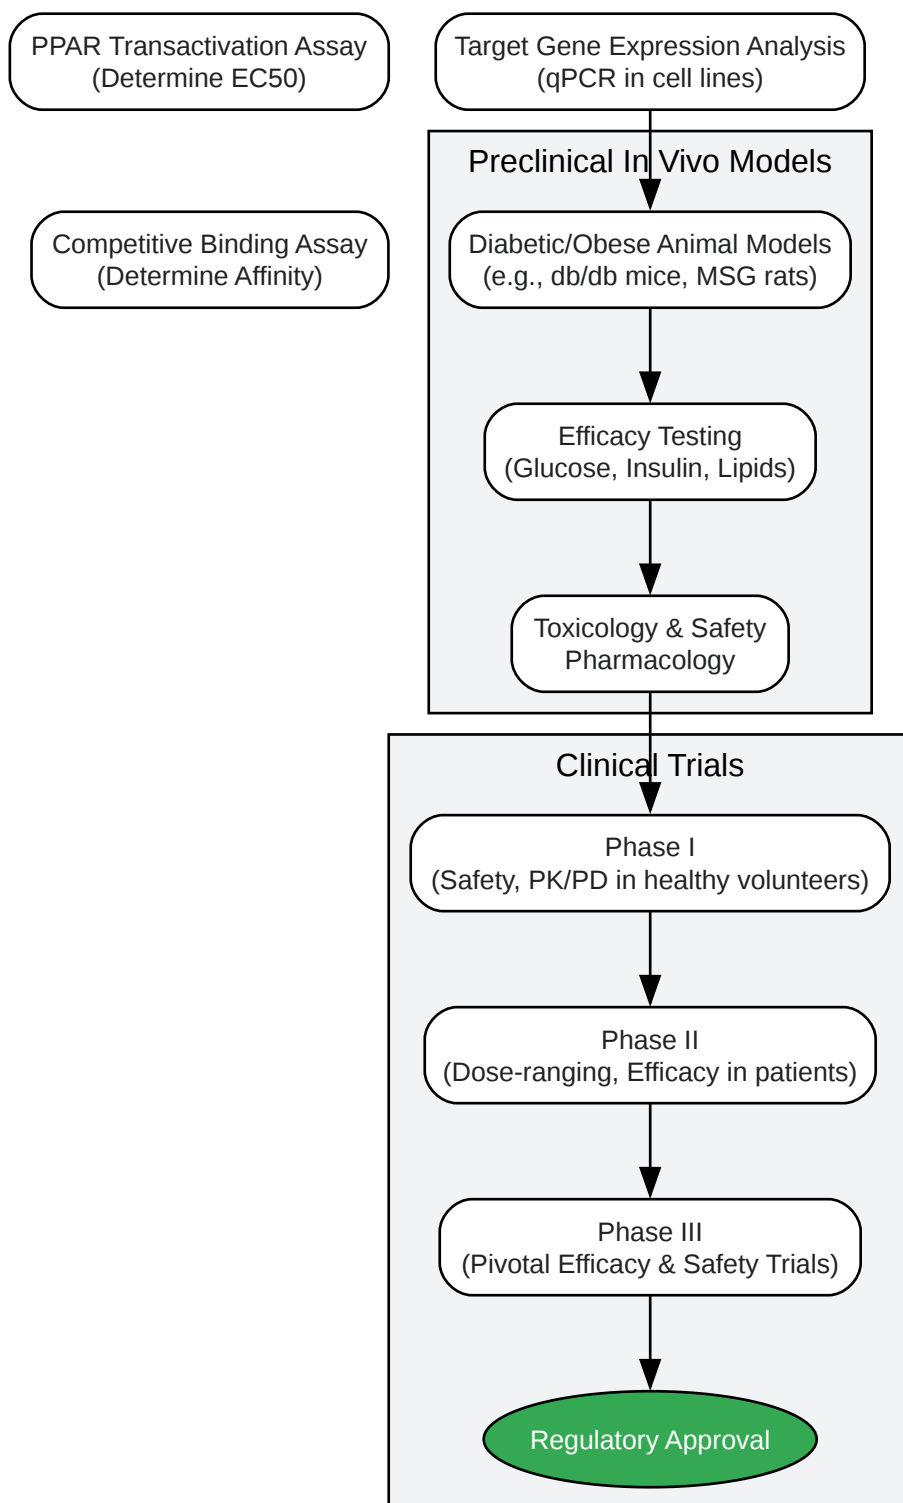 PPAR Transactivation Assay
(Determine EC50)
Target Gene Expression Analysis
(qPCR in cell lines)
Preclinical In Vivo Models
Competitive Binding Assay
(Determine Affinity)
Diabetic/Obese Animal Models
(e.g., db/db mice, MSG rats)
Efficacy Testing
(Glucose, Insulin, Lipids)
Toxicology & Safety
Pharmacology
Clinical Trials
Phase I
(Safety, PK/PD in healthy volunteers)
Phase II
(Dose-ranging, Efficacy in patients)
Phase III
(Pivotal Efficacy & Safety Trials)
Regulatory Approval